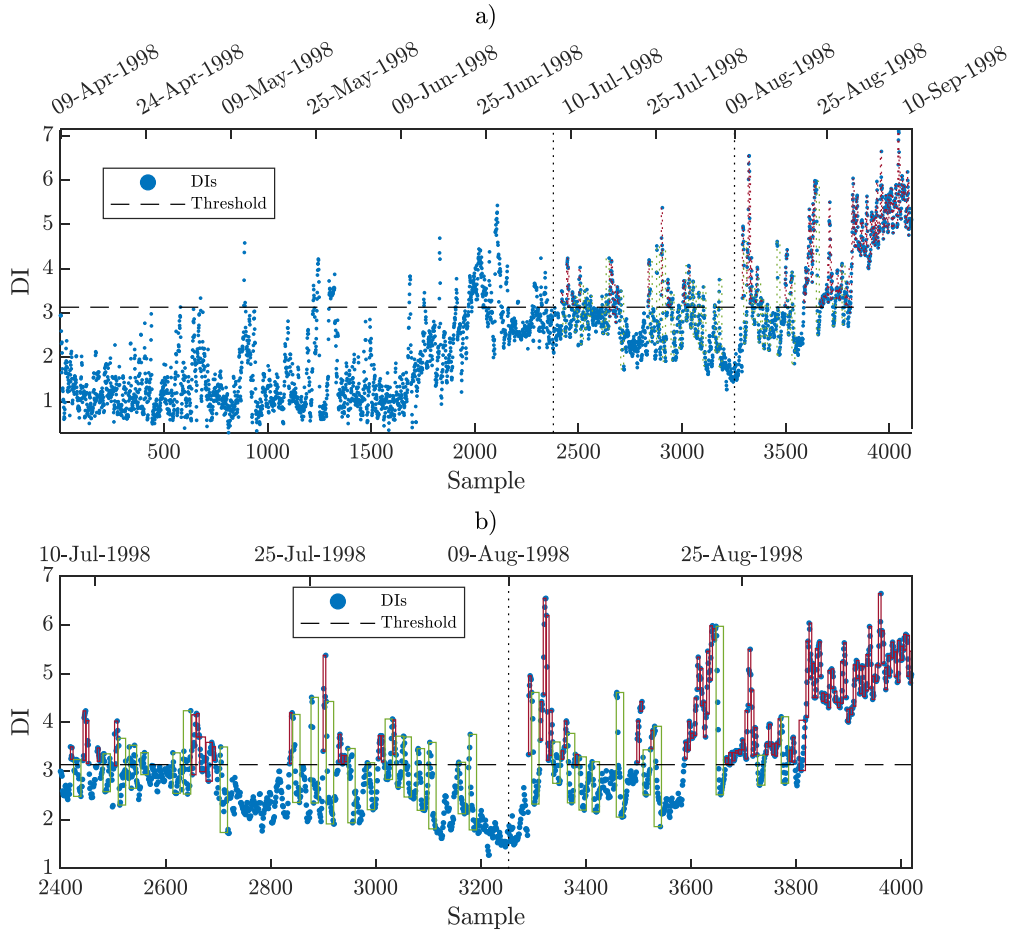 a)
09-Apr-1998 24-Apr-1998 09-May-1998 25-May-1998 09-Jun-1998 25-Jun-1998 10-Jul-1998 25-Jul-1998 09-Aug-1998 25-Aug-1998 10-Sep-1998
7
6
5
4
3
2
1
DI
DIs
Threshold
500 1000 1500 2000 2500 3000 3500 4000
Sample
b)
10-Jul-1998 25-Jul-1998 09-Aug-1998 25-Aug-1998
7
6
5
4
3
2
1
DI
DIs
Threshold
2400 2600 2800 3000 3200 3400 3600 3800 4000
Sample